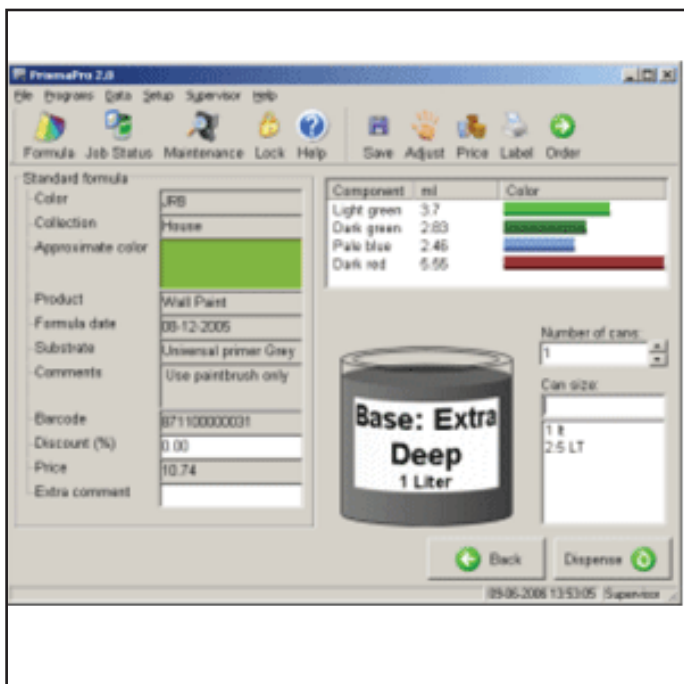 PrismaPro 2.0
File Programs Data Setup Supervisor Help
Formula Job Status Maintenance Lock Help Save Adjust Price Label Order
Standard formula
Color JRB
Collection House
Approximate color
Product Wall Paint
Formula date 08-12-2005
Substrate Universal primer Grey
Comments Use paintbrush only
Barcode 871100000031
Discount (%) 0.00
Price 10.74
Extra comment
Component ml Color
Light green 3.7
Dark green 2.83
Pale blue 2.46
Dark red 5.55
Number of cans:
1
Can size:
1 lt
2.5 LT
Base: Extra
Deep
1 Liter
Back Dispense
09-06-2006 13:53:05 Supervisor